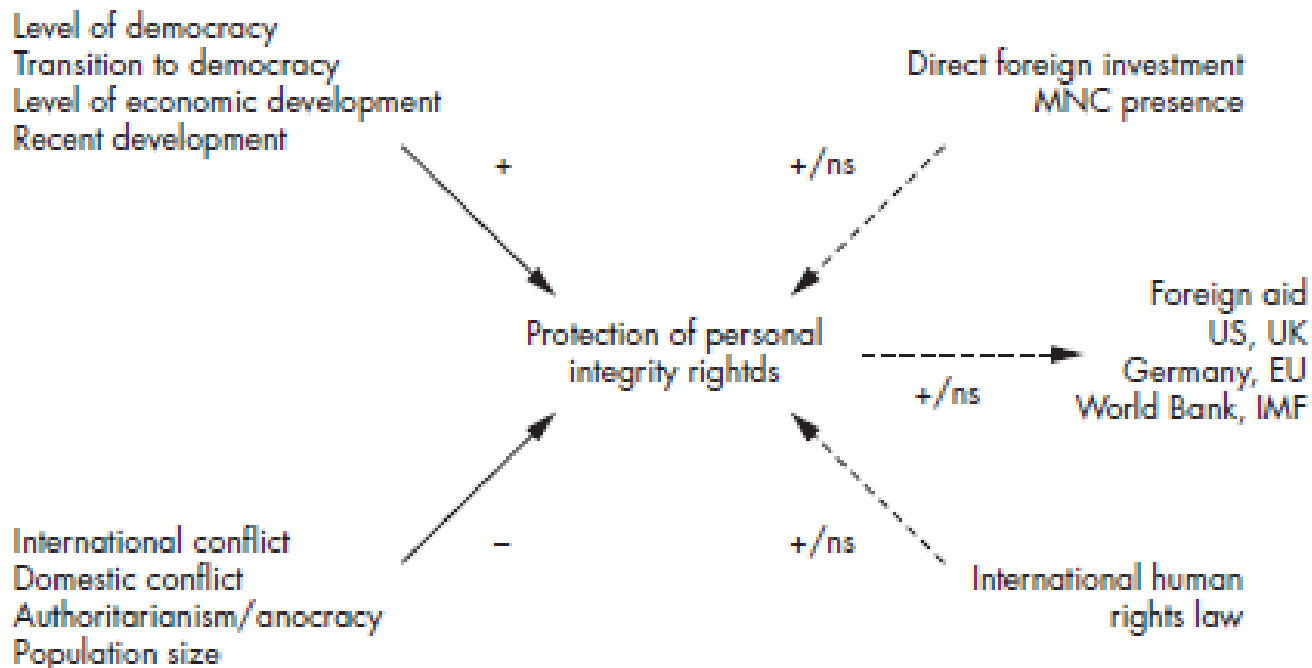 Level of democracy
Transition to democracy
Level of economic development
Recent development
Direct foreign investment
MNC presence
+
+/ns
Protection of personal
integrity rightds
Foreign aid
US, UK
Germany, EU
World Bank, IMF
+/ns
International conflict
Domestic conflict
Authoritarianism/anocracy
Population size
–
+/ns
International human
rights law